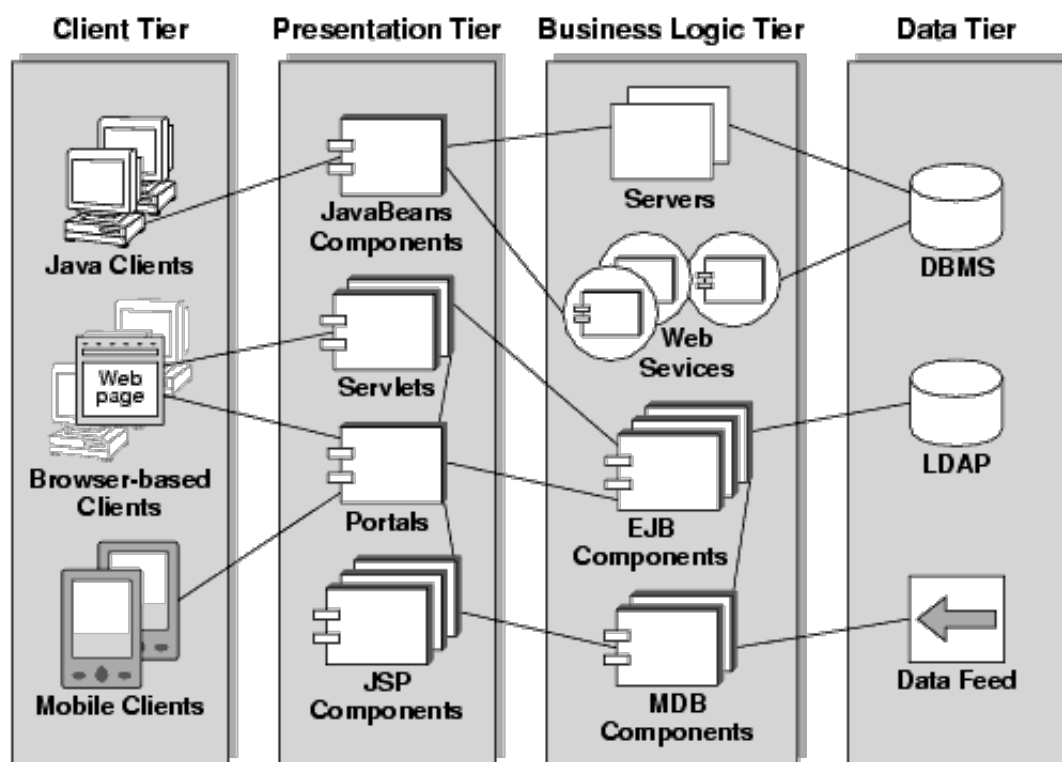 Client Tier
Presentation Tier
Business Logic Tier
Data Tier
Java Clients
Web
page
Browser-based
Clients
Mobile Clients
JavaBeans
Components
Servlets
Portals
JSP
Components
Servers
Web
Sevices
EJB
Components
MDB
Components
DBMS
LDAP
Data Feed